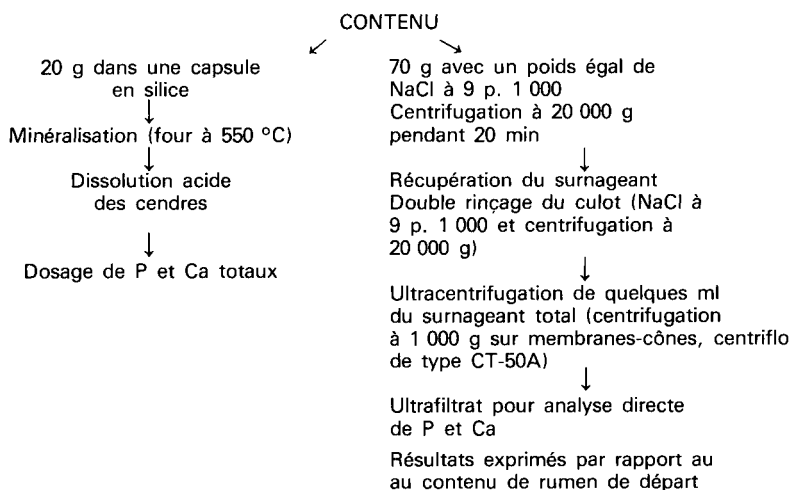 CONTENU
20 g dans une capsule
en silice
Minéralisation (four à 550 °C)
Dissolution acide
des cendres
Dosage de P et Ca totaux
70 g avec un poids égal de
NaCl à 9 p. 1 000
Centrifugation à 20 000 g
pendant 20 min
Récupération du surnageant
Double rinçage du culot (NaCl à
9 p. 1 000 et centrifugation à
20 000 g)
Ultracentrifugation de quelques ml
du surnageant total (centrifugation
à 1 000 g sur membranes-cônes, centriflo
de type CT-50A)
Ultrafiltrat pour analyse directe
de P et Ca
Résultats exprimés par rapport au
au contenu de rumen de départ